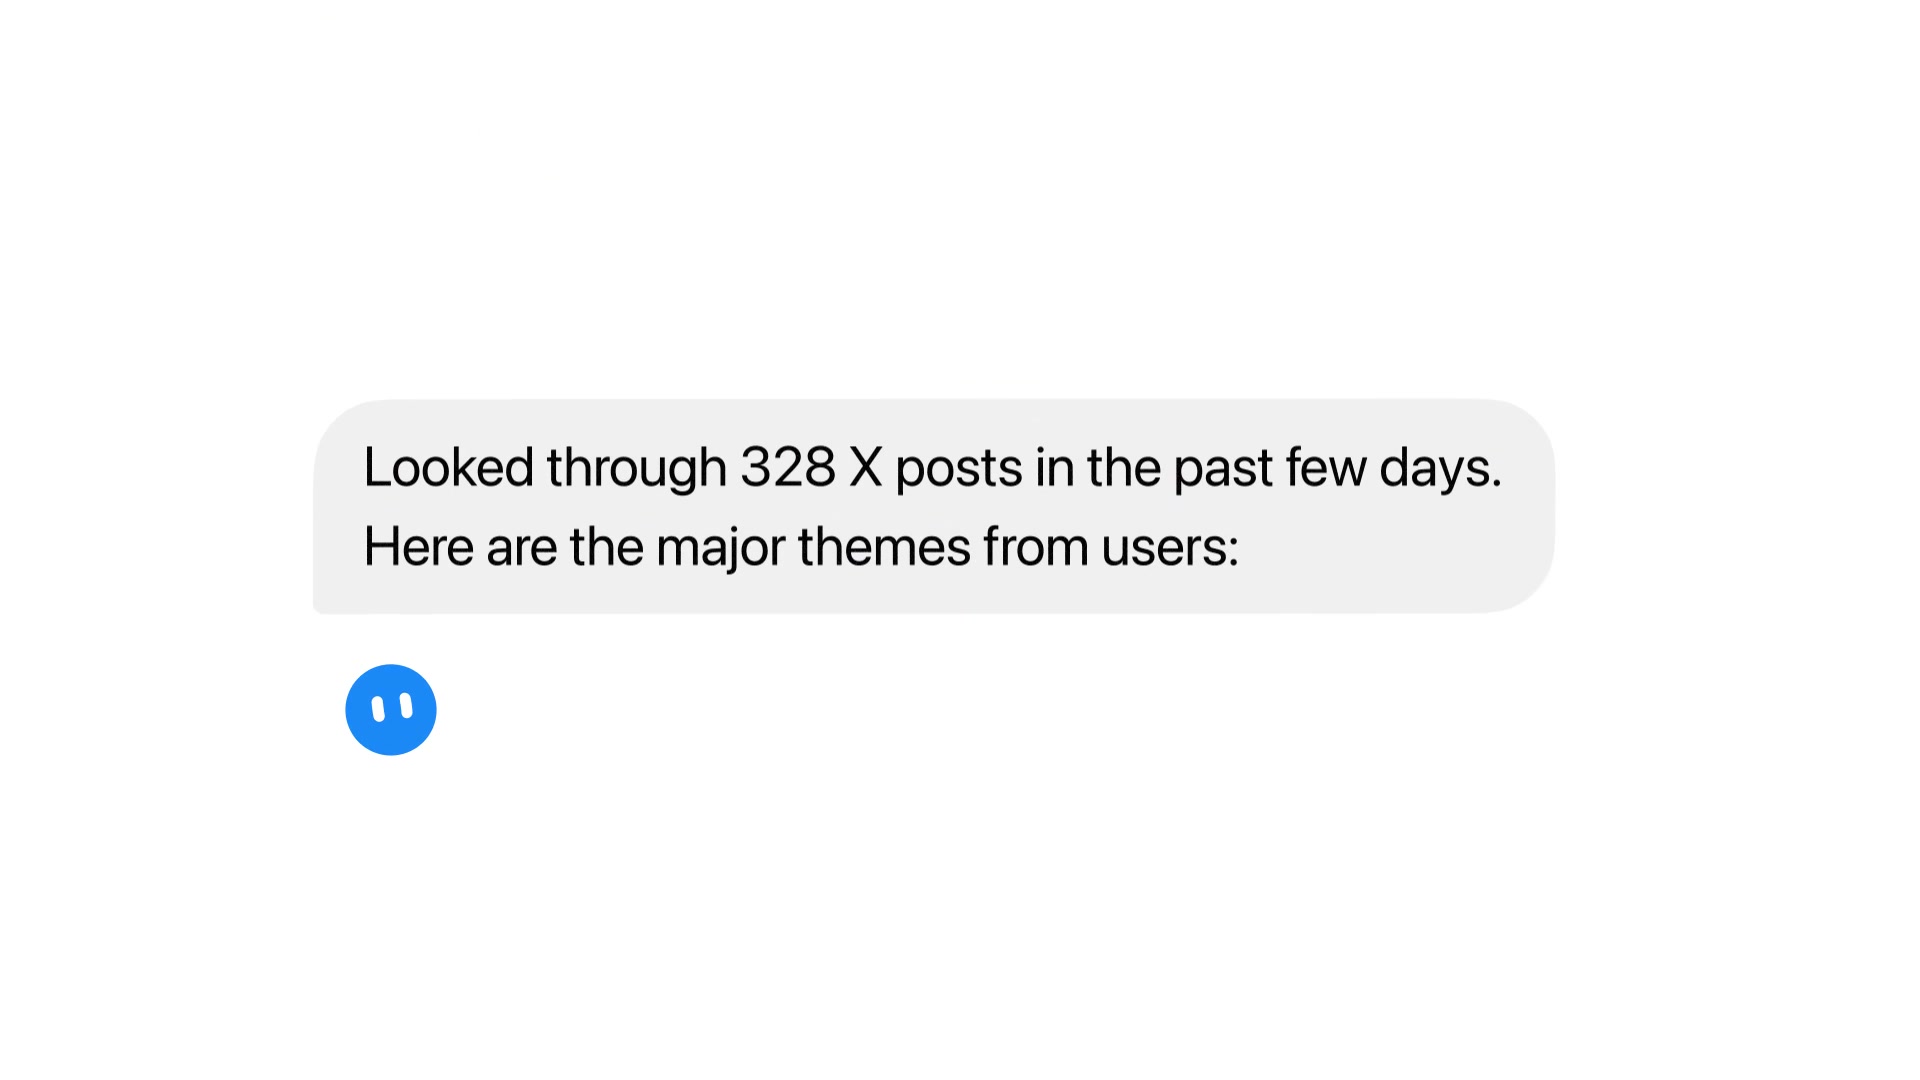 Looked through 328 X posts in the past few days.
Here are the major themes from users: